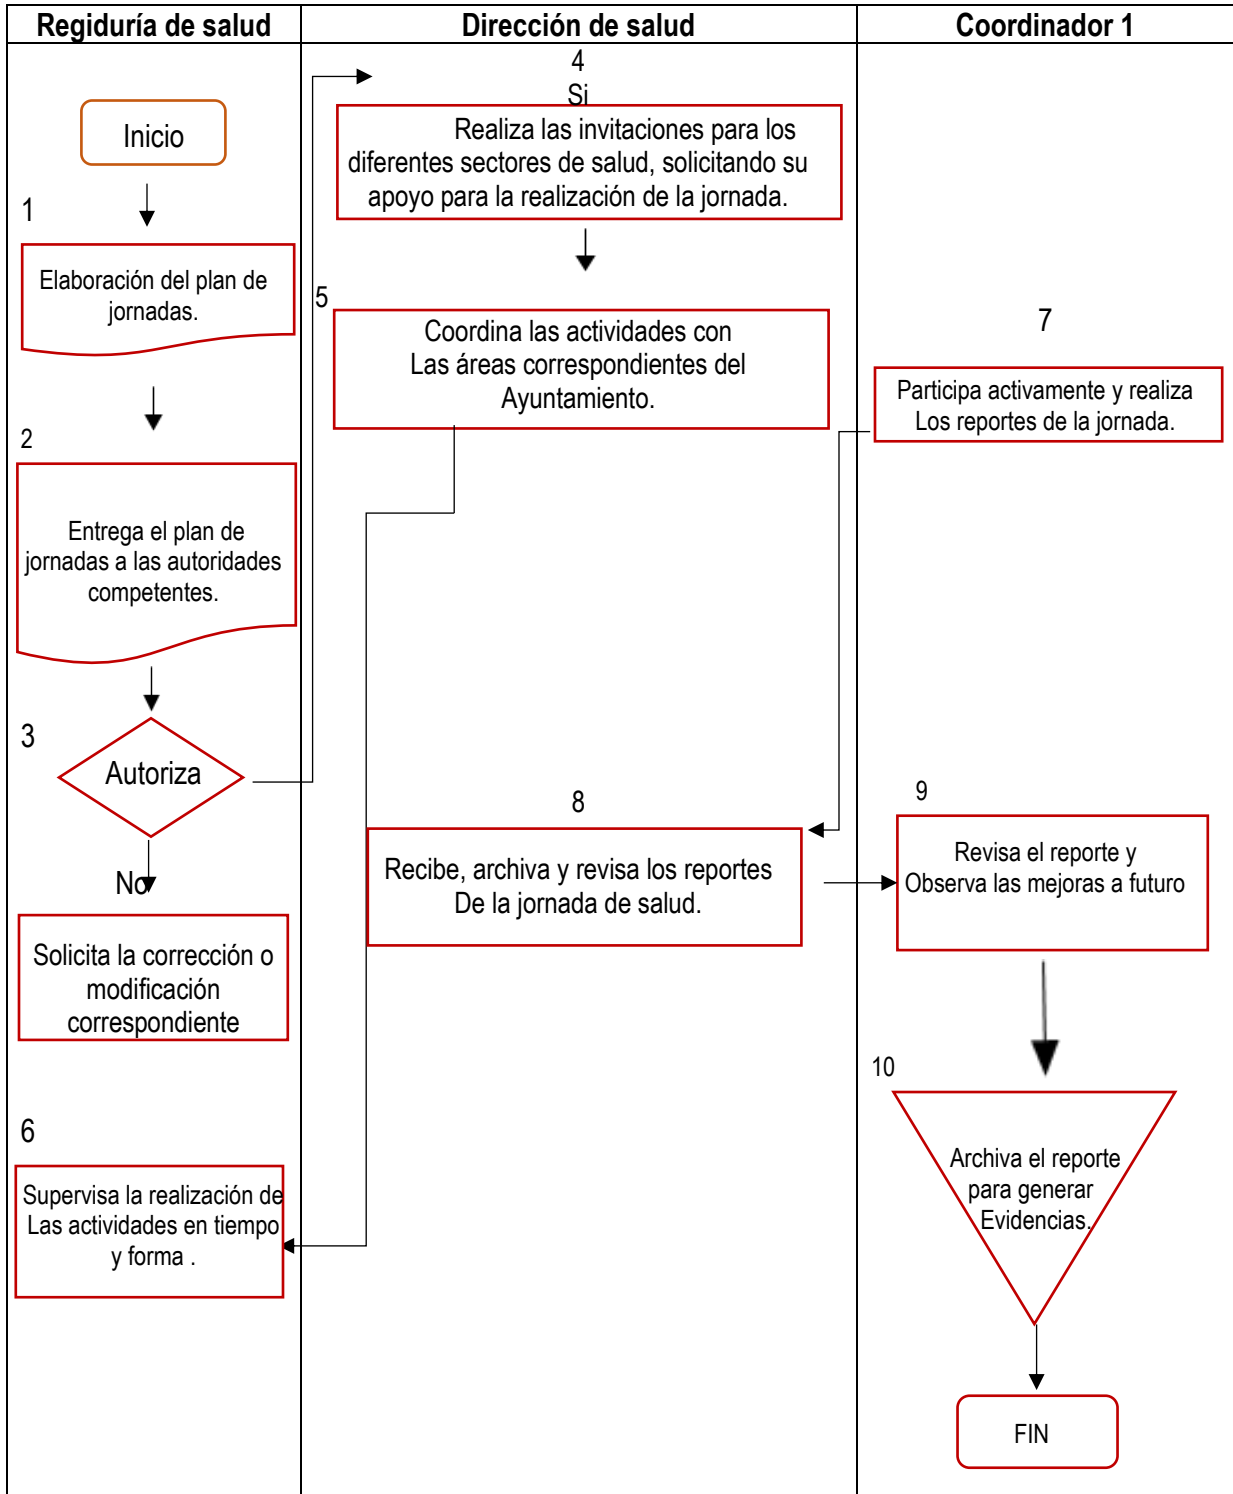 Regiduría de salud
Dirección de salud
Coordinador 1
Inicio
1
Elaboración del plan de
jornadas.
2
Entrega el plan de
jornadas a las autoridades
competentes.
3
Autoriza
No
Solicita la corrección o
modificación
correspondiente
6
Supervisa la realización de
Las actividades en tiempo
y forma .
4
Si
Realiza las invitaciones para los
diferentes sectores de salud, solicitando su
apoyo para la realización de la jornada.
5
Coordina las actividades con
Las áreas correspondientes del
Ayuntamiento.
8
Recibe, archiva y revisa los reportes
De la jornada de salud.
7
Participa activamente y realiza
Los reportes de la jornada.
9
Revisa el reporte y
Observa las mejoras a futuro
10
Archiva el reporte
para generar
Evidencias.
FIN